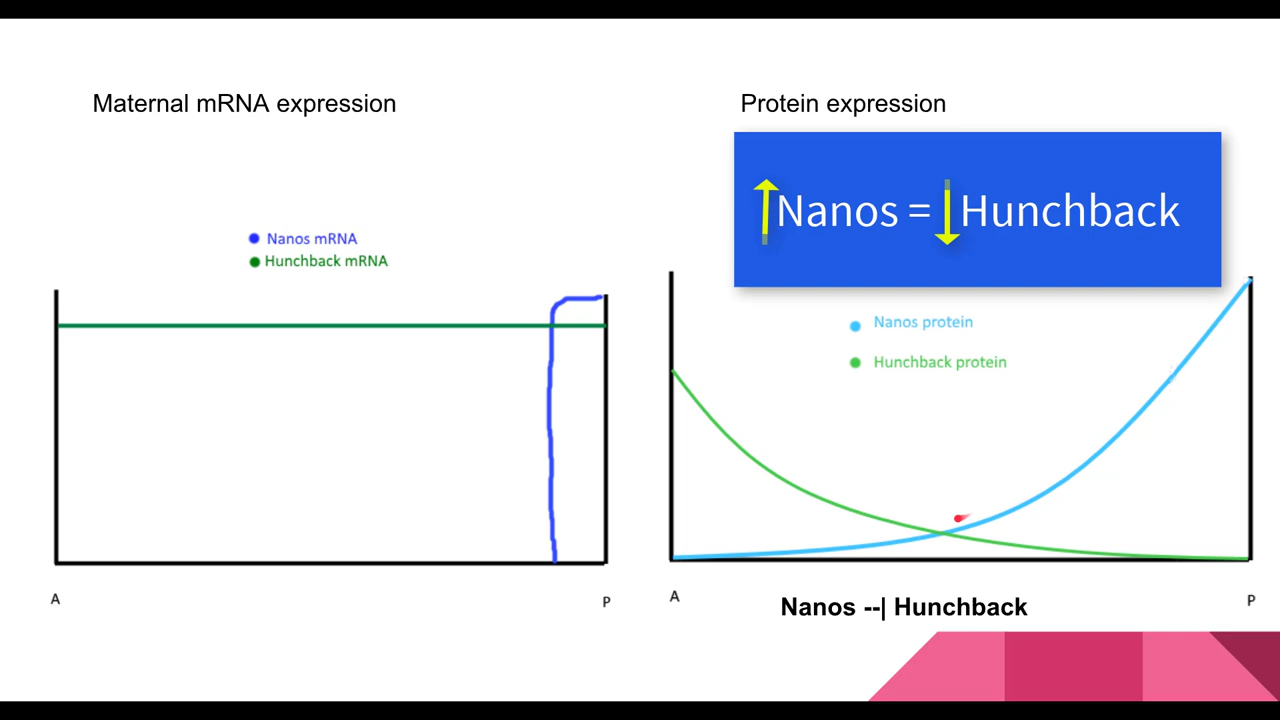 Maternal mRNA expression
Nanos mRNA
Hunchback mRNA
A
P
Protein expression
Nanos = Hunchback
Nanos protein
Hunchback protein
A
P
Nanos --| Hunchback